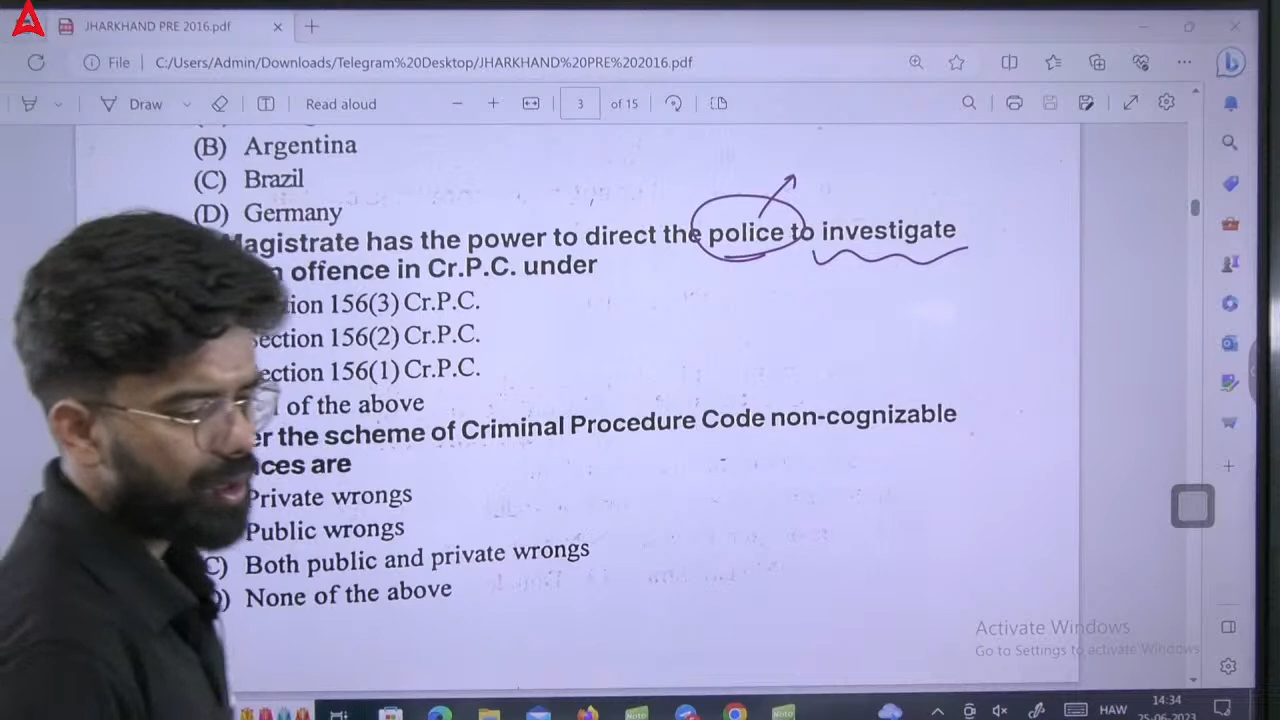 JHARKHAND PRE 2016.pdf
File C:/Users/Admin/Downloads/Telegram%20Desktop/JHARKHAND%20PRE%202016.pdf
Draw Read aloud 3 of 15
(B) Argentina
(C) Brazil
(D) Germany
Magistrate has the power to direct the police to investigate
offence in Cr.P.C. under
156(3) Cr.P.C.
Section 156(2) Cr.P.C.
156(1) Cr.P.C.
of the above
the scheme of Criminal Procedure Code non-cognizable
are
Private wrongs
Public wrongs
C) Both public and private wrongs
) None of the above
Activate Windows
Go to Settings to activate Windows.
14:34
HAW
25-06-2023